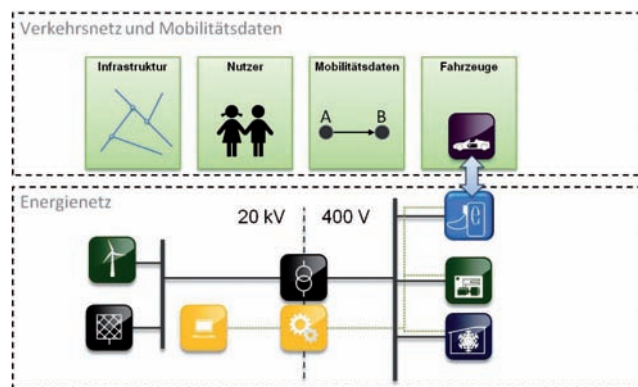 Verkehrsnetz und Mobilitätsdaten
Infrastruktur
Nutzer
Mobilitätsdaten
Fahrzeuge
A
B
Energienetz
20 kV
400 V
e